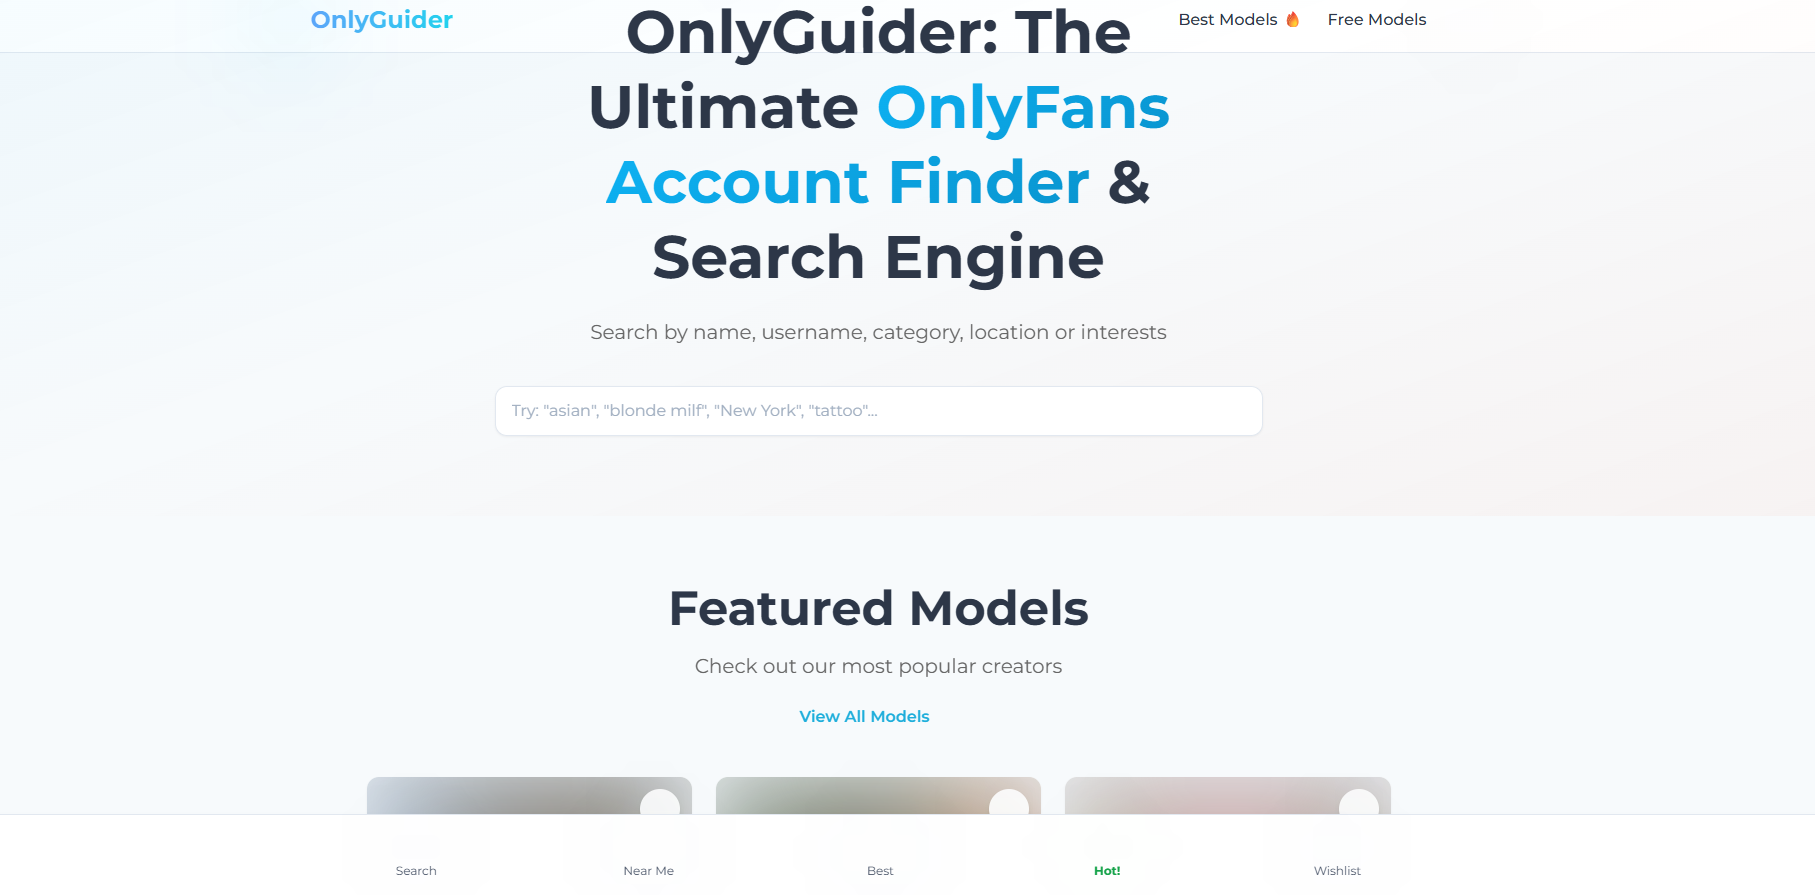 OnlyGuider
Best Models 🔥
Free Models
OnlyGuider: The
Ultimate OnlyFans
Account Finder &
Search Engine
Search by name, username, category, location or interests
Try: "asian", "blonde milf", "New York", "tattoo"...
Featured Models
Check out our most popular creators
View All Models
Search
Near Me
Best
Hot!
Wishlist